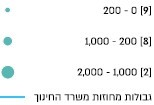 0 - 200 [9]
200 - 1,000 [8]
1,000 - 2,000 [2]
גבולות מחוזות משרד החינוך